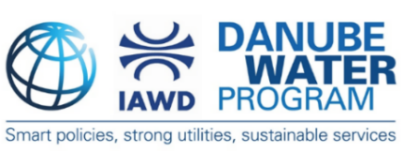 DANUBE
WATER
IAWD PROGRAM
Smart policies, strong utilities, sustainable services